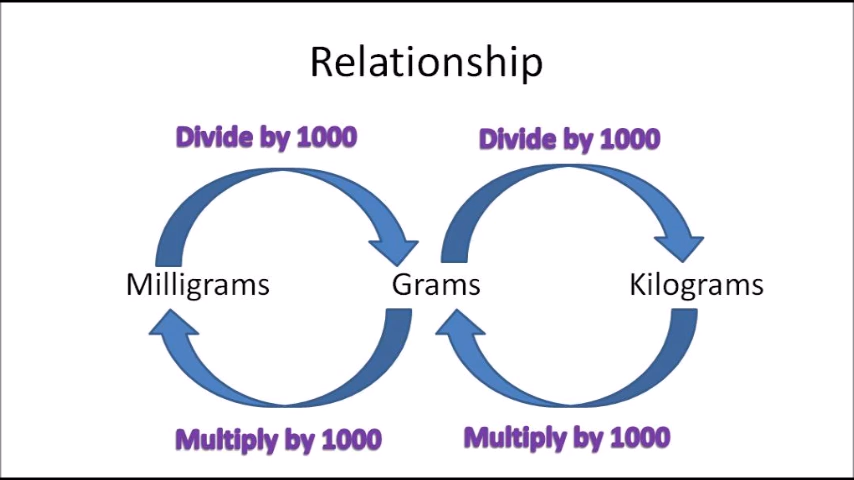 Relationship
Divide by 1000
Divide by 1000
Milligrams
Grams
Kilograms
Multiply by 1000
Multiply by 1000